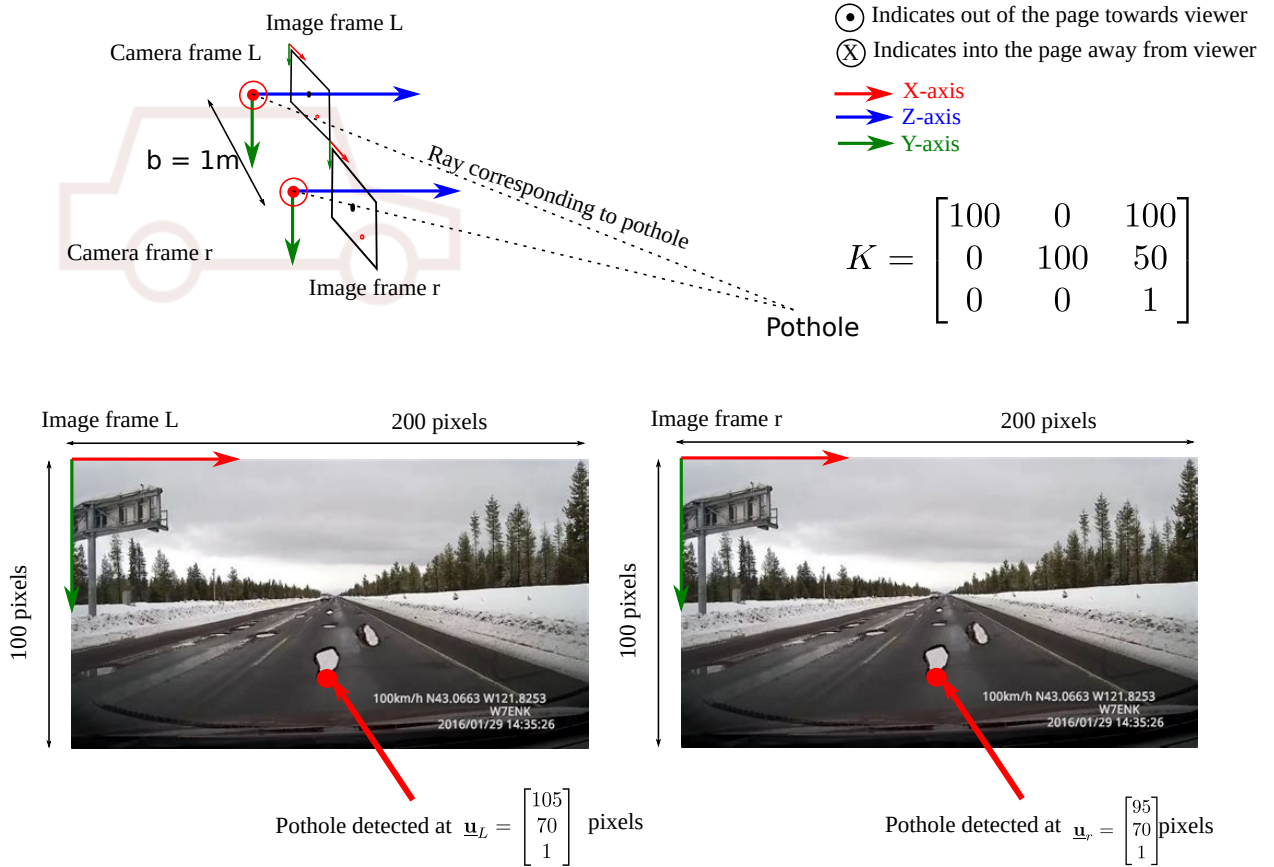 Image frame L
Indicates out of the page towards viewer
Camera frame L
X Indicates into the page away from viewer
X-axis
Z-axis
Y-axis
b = 1m
Ray corresponding to pothole
Camera frame r
Image frame r
Pothole
K = [100 0 100
0 100 50
0 0 1]
Image frame L
200 pixels
100 pixels
100km/h N43.0663 W121.8253
W7ENK
2016/01/29 14:35:26
Pothole detected at u_L = [105 70 1] pixels
Image frame r
200 pixels
100 pixels
100km/h N43.0663 W121.8253
W7ENK
2016/01/29 14:35:26
Pothole detected at u_r = [95 70 1] pixels